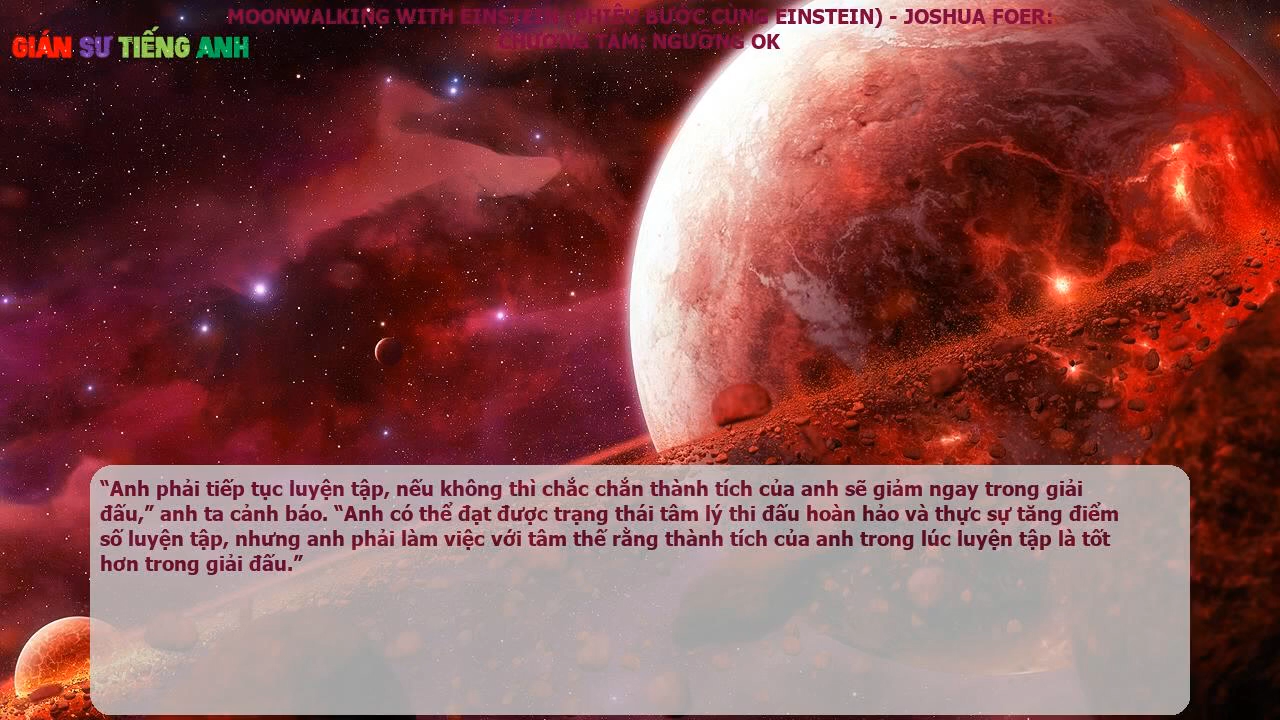 MOONWALKING WITH EINSTEIN (PHIÊU BƯỚC CÙNG EINSTEIN) - JOSHUA FOER:
CHƯƠNG TÁM: NGƯỠNG OK
GIÁN SƯ TIẾNG ANH
“Anh phải tiếp tục luyện tập, nếu không thì chắc chắn thành tích của anh sẽ giảm ngay trong giải
đấu,” anh ta cảnh báo. “Anh có thể đạt được trạng thái tâm lý thi đấu hoàn hảo và thực sự tăng điểm
số luyện tập, nhưng anh phải làm việc với tâm thế rằng thành tích của anh trong lúc luyện tập là tốt
hơn trong giải đấu.”